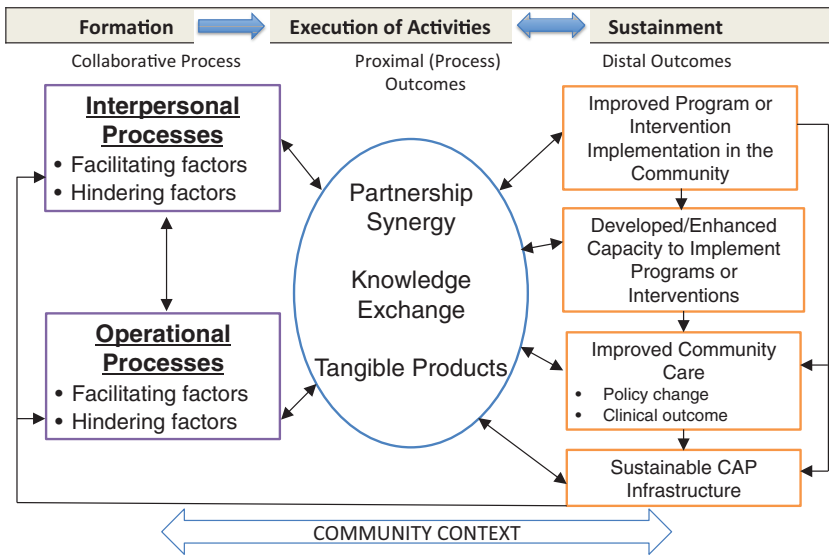 Formation
Execution of Activities
Sustainment
Collaborative Process
Proximal (Process)
Outcomes
Distal Outcomes
Interpersonal
Processes
• Facilitating factors
• Hindering factors
Operational
Processes
• Facilitating factors
• Hindering factors
Partnership
Synergy
Knowledge
Exchange
Tangible Products
Improved Program or
Intervention
Implementation in the
Community
Developed/Enhanced
Capacity to Implement
Programs or
Interventions
Improved Community
Care
• Policy change
• Clinical outcome
Sustainable CAP
Infrastructure
COMMUNITY CONTEXT